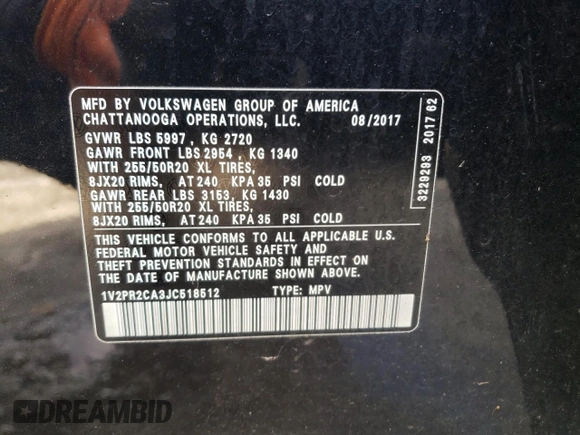 MFD BY VOLKSWAGEN GROUP OF AMERICA
CHATTANOOGA OPERATIONS, LLC. 08/2017
GVWR LBS 5997 , KG 2720
GAWR FRONT LBS 2954 , KG 1340
WITH 255/50R20 XL TIRES,
8JX20 RIMS, AT 240 KPA 35 PSI COLD
GAWR REAR LBS 3153, KG 1430
WITH 255/50R20 XL TIRES,
8JX20 RIMS, AT 240 KPA 35 PSI COLD
THIS VEHICLE CONFORMS TO ALL APPLICABLE U.S.
FEDERAL MOTOR VEHICLE SAFETY AND
THEFT PREVENTION STANDARDS IN EFFECT ON
THE DATE OF MANUFACTURE SHOWN ABOVE.
1V2PR2CA3JC518512 TYPE: MPV
3229293 2017 62
DREAMBID